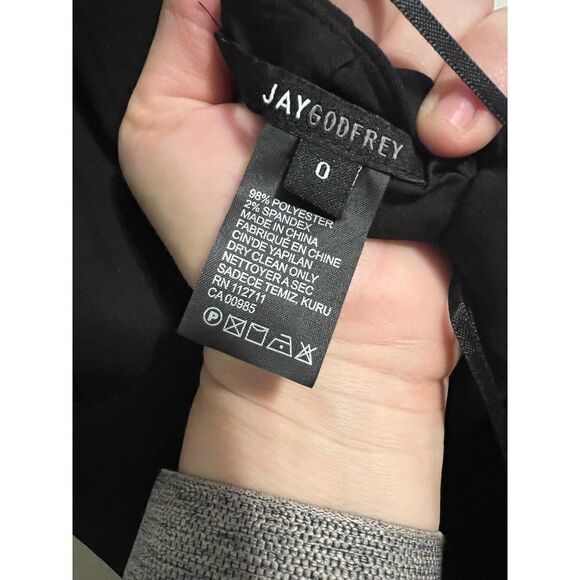 JAYGODFREY
0
98% POLYESTER
2% SPANDEX
MADE IN CHINA
FABRIQUÉ EN CHINE
CIN'DE YAPILAN
DRY CLEAN ONLY
NETTOYER A SEC
SADECE TEMIZ. KURU
RN 112711
CA 00985
P